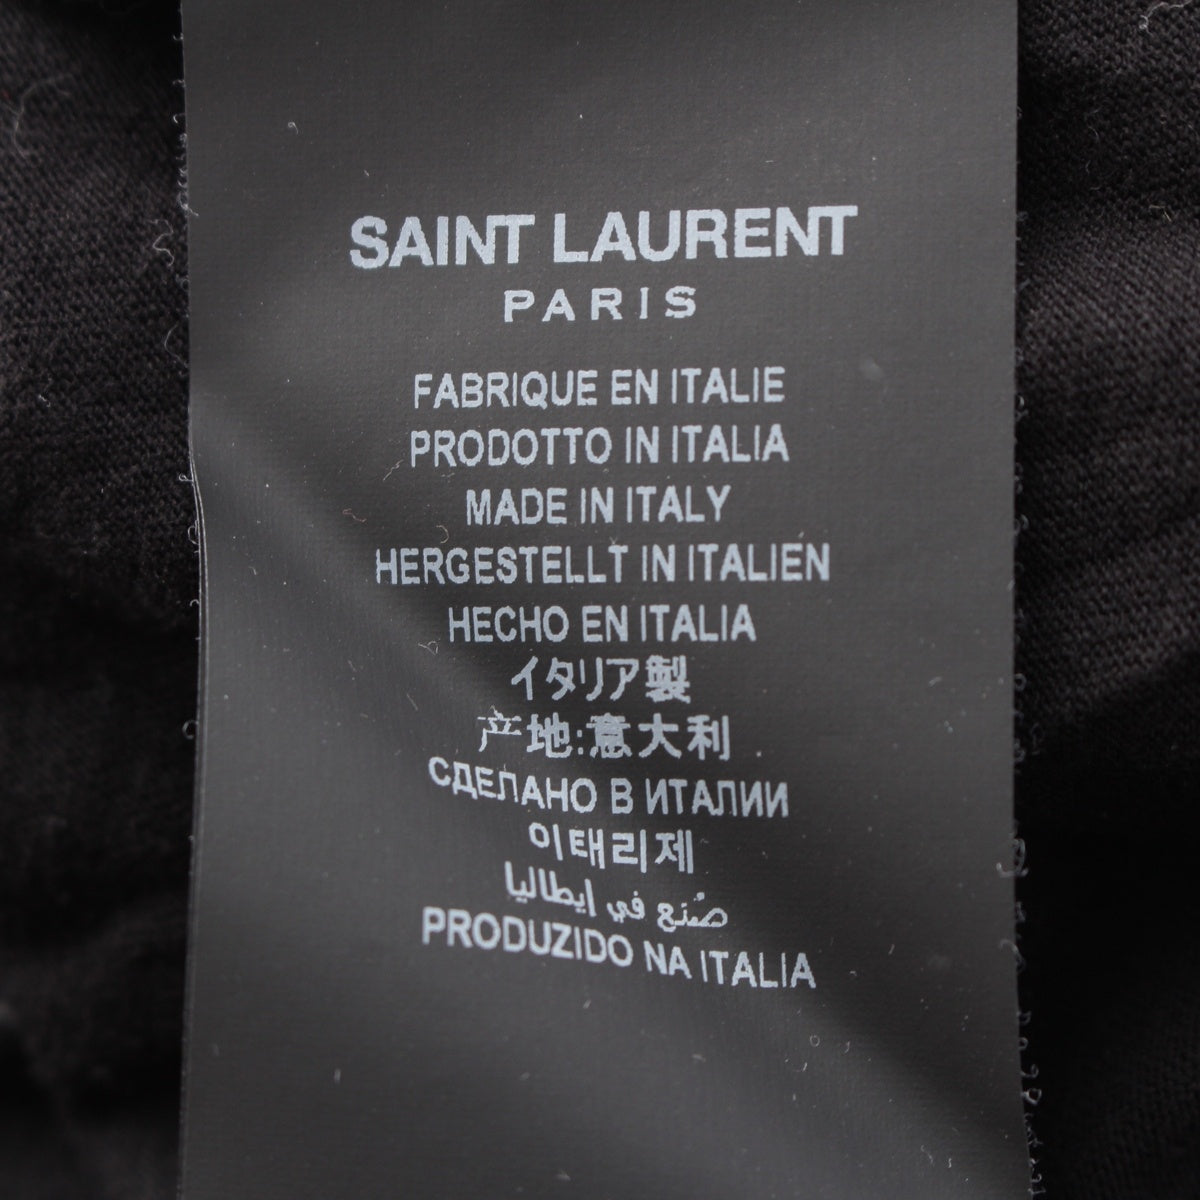 SAINT LAURENT
PARIS
FABRIQUE EN ITALIE
PRODOTTO IN ITALIA
MADE IN ITALY
HERGESTELLT IN ITALIEN
HECHO EN ITALIA
イタリア製
产地:意大利
СДЕЛАНО В ИТАЛИИ
이태리제
صُنع في ايطاليا
PRODUZIDO NA ITALIA